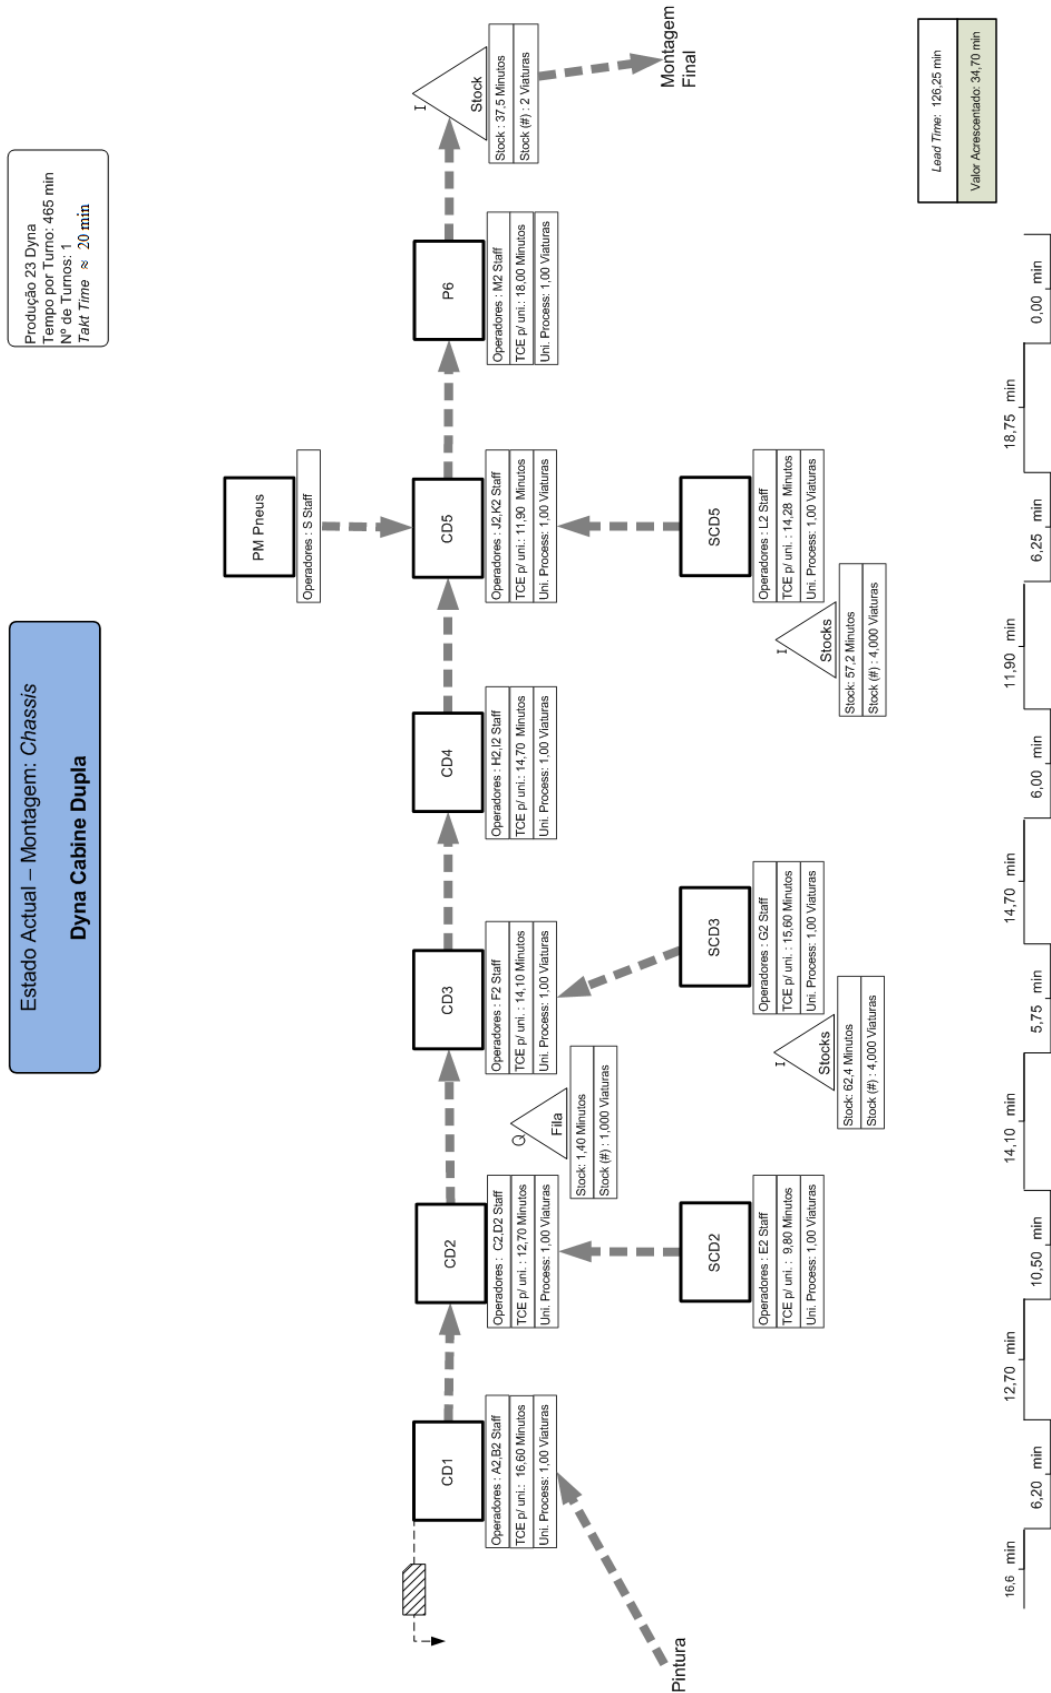 Estado Actual – Montagem: Chassis
Dyna Cabine Dupla
Produção 23 Dyna
Tempo por Turno: 465 min
Nº de Turnos: 1
Takt Time ≈ 20 min
PM Pneus
Operadores : S Staff
Pintura
CD1
Operadores : A2,B2 Staff
TCE p/ uni.: 16,60 Minutos
Uni. Process: 1,00 Viaturas
CD2
Operadores : C2,D2 Staff
TCE p/ uni. : 12,70 Minutos
Uni. Process: 1,00 Viaturas
Q
Fila
Stock: 1,40 Minutos
Stock (#) : 1,000 Viaturas
CD3
Operadores : F2 Staff
TCE p/ uni. : 14,10 Minutos
Uni. Process: 1,00 Viaturas
CD4
Operadores : H2,I2 Staff
TCE p/ uni.: 14,70 Minutos
Uni. Process: 1,00 Viaturas
CD5
Operadores : J2,K2 Staff
TCE p/ uni.: 11,90 Minutos
Uni. Process: 1,00 Viaturas
P6
Operadores : M2 Staff
TCE p/ uni.: 18,00 Minutos
Uni. Process: 1,00 Viaturas
I
Stock
Stock : 37,5 Minutos
Stock (#) : 2 Viaturas
Montagem
Final
SCD2
Operadores : E2 Staff
TCE p/ uni. : 9,80 Minutos
Uni. Process: 1,00 Viaturas
I
Stocks
Stock: 62,4 Minutos
Stock (#) : 4,000 Viaturas
SCD3
Operadores : G2 Staff
TCE p/ uni. : 15,60 Minutos
Uni. Process: 1,00 Viaturas
I
Stocks
Stock: 57,2 Minutos
Stock (#) : 4,000 Viaturas
SCD5
Operadores : L2 Staff
TCE p/ uni. : 14,28 Minutos
Uni. Process: 1,00 Viaturas
Lead Time: 126,25 min
Valor Acrescentado: 34,70 min
16,6 min
6,20 min
12,70 min
10,50 min
14,10 min
5,75 min
14,70 min
6,00 min
11,90 min
6,25 min
18,75 min
0,00 min